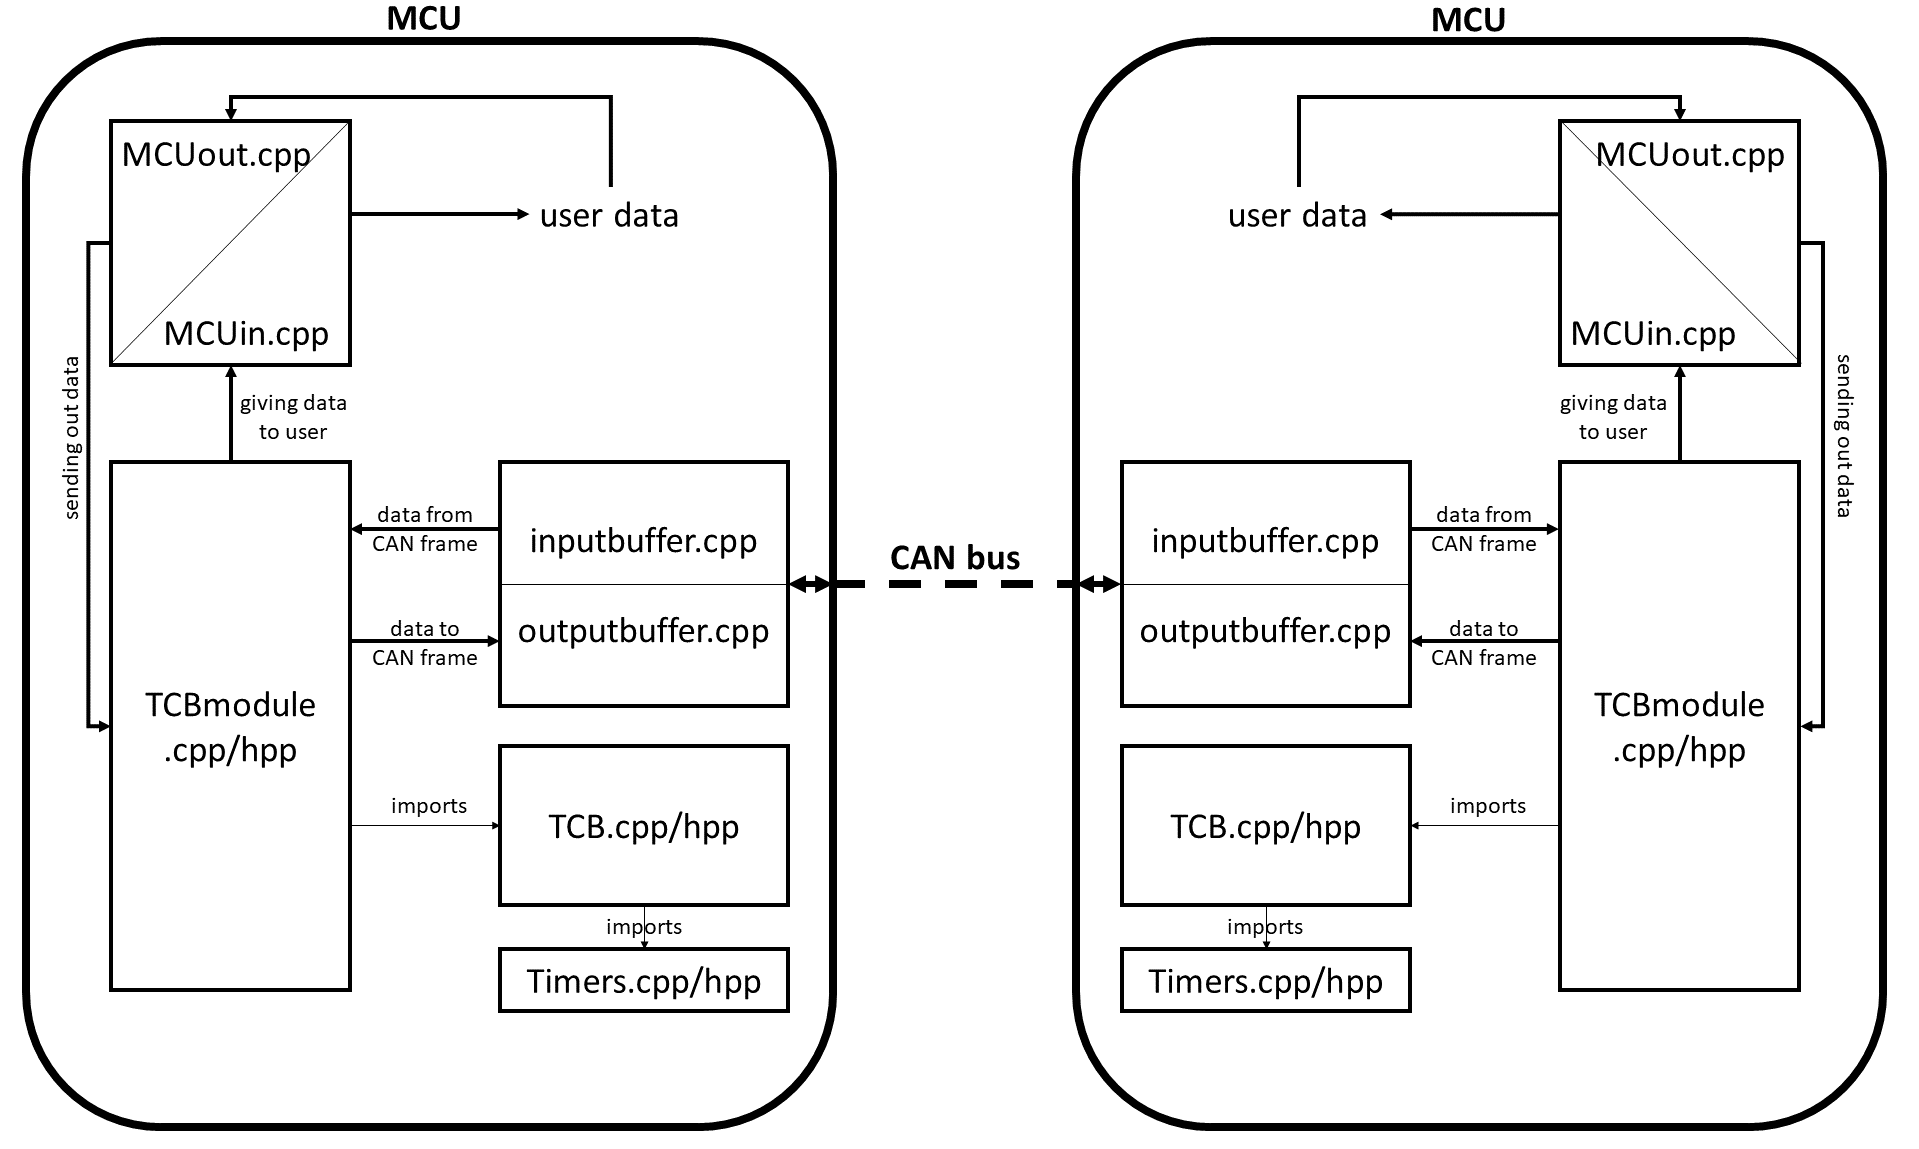 MCU
MCUout.cpp
user data
MCUin.cpp
sending out data
giving data
to user
data from
CAN frame
inputbuffer.cpp
data to
CAN frame
outputbuffer.cpp
TCBmodule
.cpp/hpp
imports
TCB.cpp/hpp
imports
Timers.cpp/hpp
CAN bus
MCU
user data
MCUout.cpp
MCUin.cpp
giving data
to user
sending out data
inputbuffer.cpp
data from
CAN frame
outputbuffer.cpp
data to
CAN frame
TCBmodule
.cpp/hpp
imports
TCB.cpp/hpp
imports
Timers.cpp/hpp